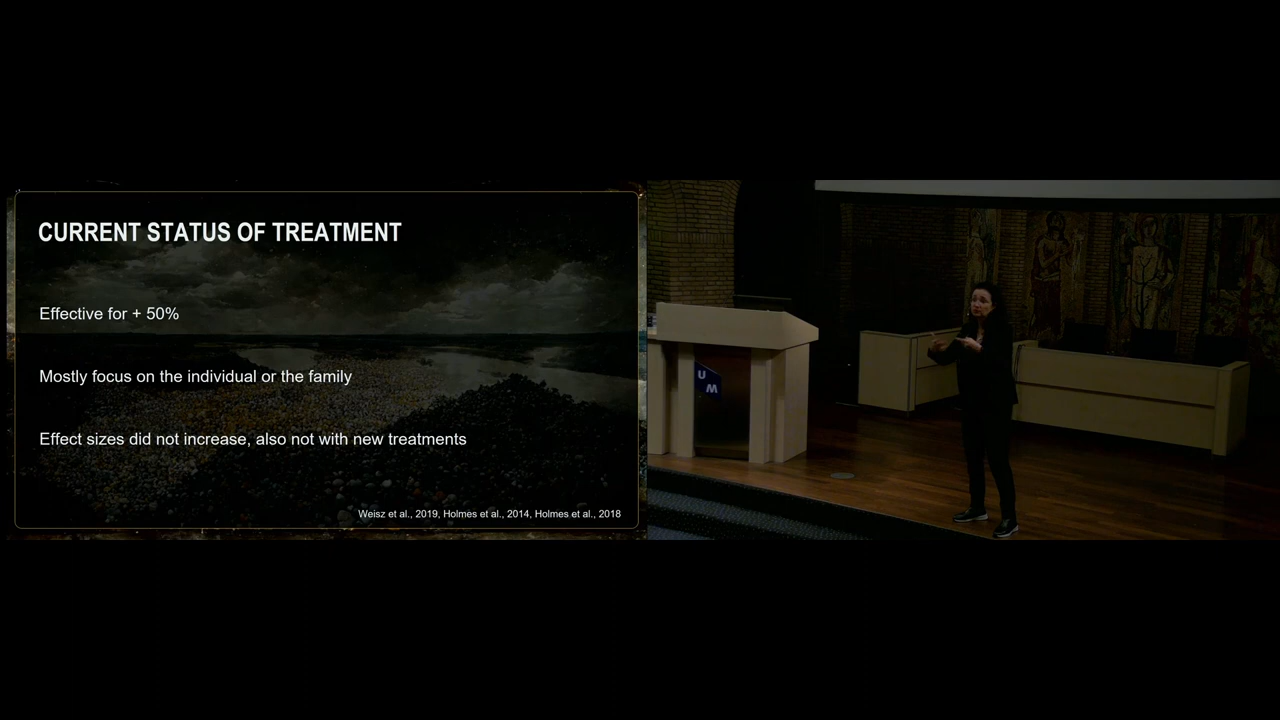 CURRENT STATUS OF TREATMENT
Effective for + 50%
Mostly focus on the individual or the family
Effect sizes did not increase, also not with new treatments
Weisz et al., 2019, Holmes et al., 2014, Holmes et al., 2018
U
M